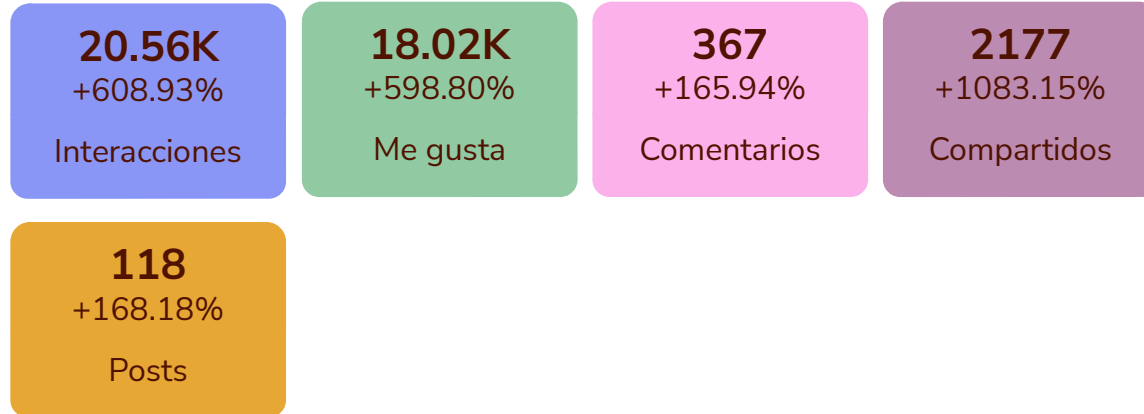 20.56K
+608.93%
Interacciones
18.02K
+598.80%
Me gusta
367
+165.94%
Comentarios
2177
+1083.15%
Compartidos
118
+168.18%
Posts